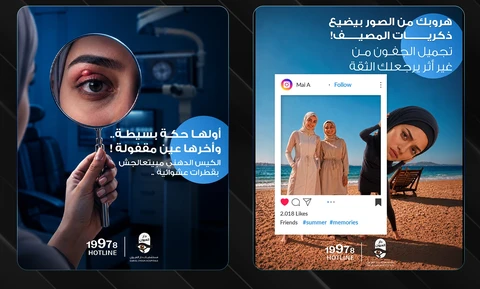 أولها حكة بسيطة..
وأخرها عين مقفولة !
الكيس الدهني مبيتعالجش
بقطرات عشوائية ..
19978
HOTLINE
هروبك من الصور بيضيع
ذكريات المصيف!
تجميل الجفون من
غير أثر يرجعلك الثقة
Mai A
Follow
2.018 Likes
Friends #summer #memories
19978
HOTLINE